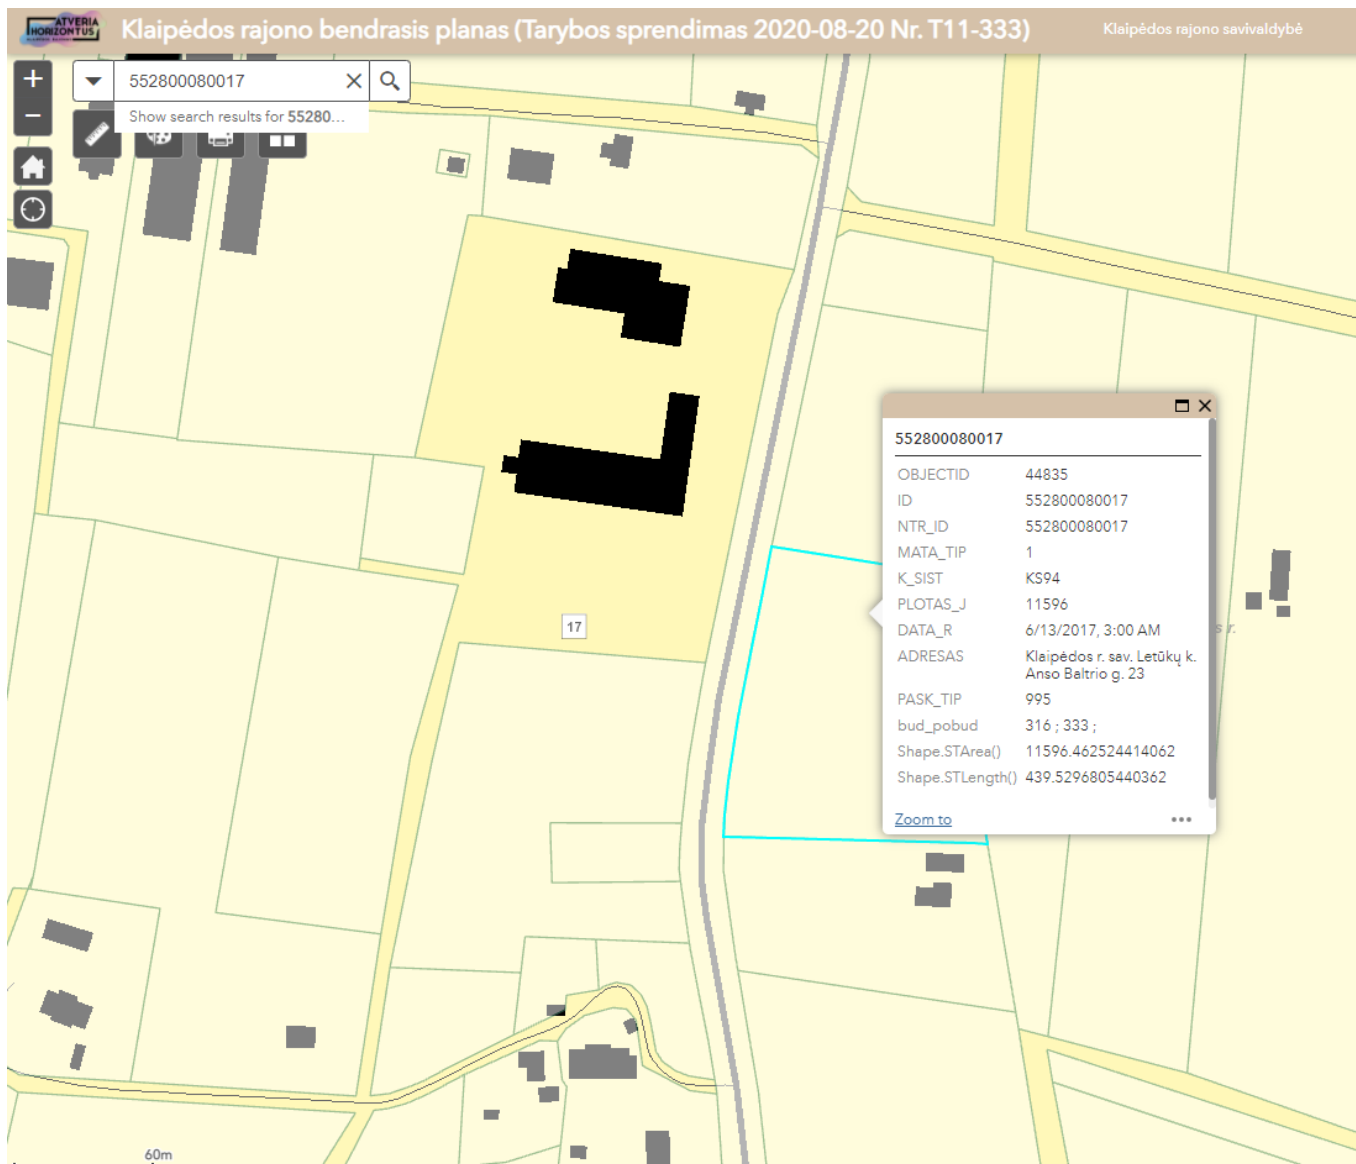 ATVERIA
HORIZONTUS
Klaipėdos rajono bendrasis planas (Tarybos sprendimas 2020-08-20 Nr. T11-333)
Klaipėdos rajono savivaldybė
552800080017
Show search results for 55280...
552800080017
OBJECTID 44835
ID 552800080017
NTR_ID 552800080017
MATA_TIP 1
K_SIST KS94
PLOTAS_J 11596
DATA_R 6/13/2017, 3:00 AM
ADRESAS Klaipėdos r. sav. Letūkų k.
Anso Baltrio g. 23
PASK_TIP 995
bud_pobud 316 ; 333 ;
Shape.STArea() 11596.462524414062
Shape.STLength() 439.5296805440362
Zoom to
17
s r.
60m